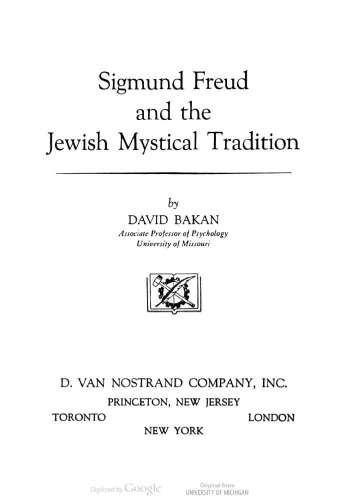 Sigmund Freud
and the
Jewish Mystical Tradition
by
DAVID BAKAN
Associate Professor of Psychology
University of Missouri
D. VAN NOSTRAND COMPANY, INC.
PRINCETON, NEW JERSEY
TORONTO LONDON
NEW YORK
Digitized by Google
Original from
UNIVERSITY OF MICHIGAN